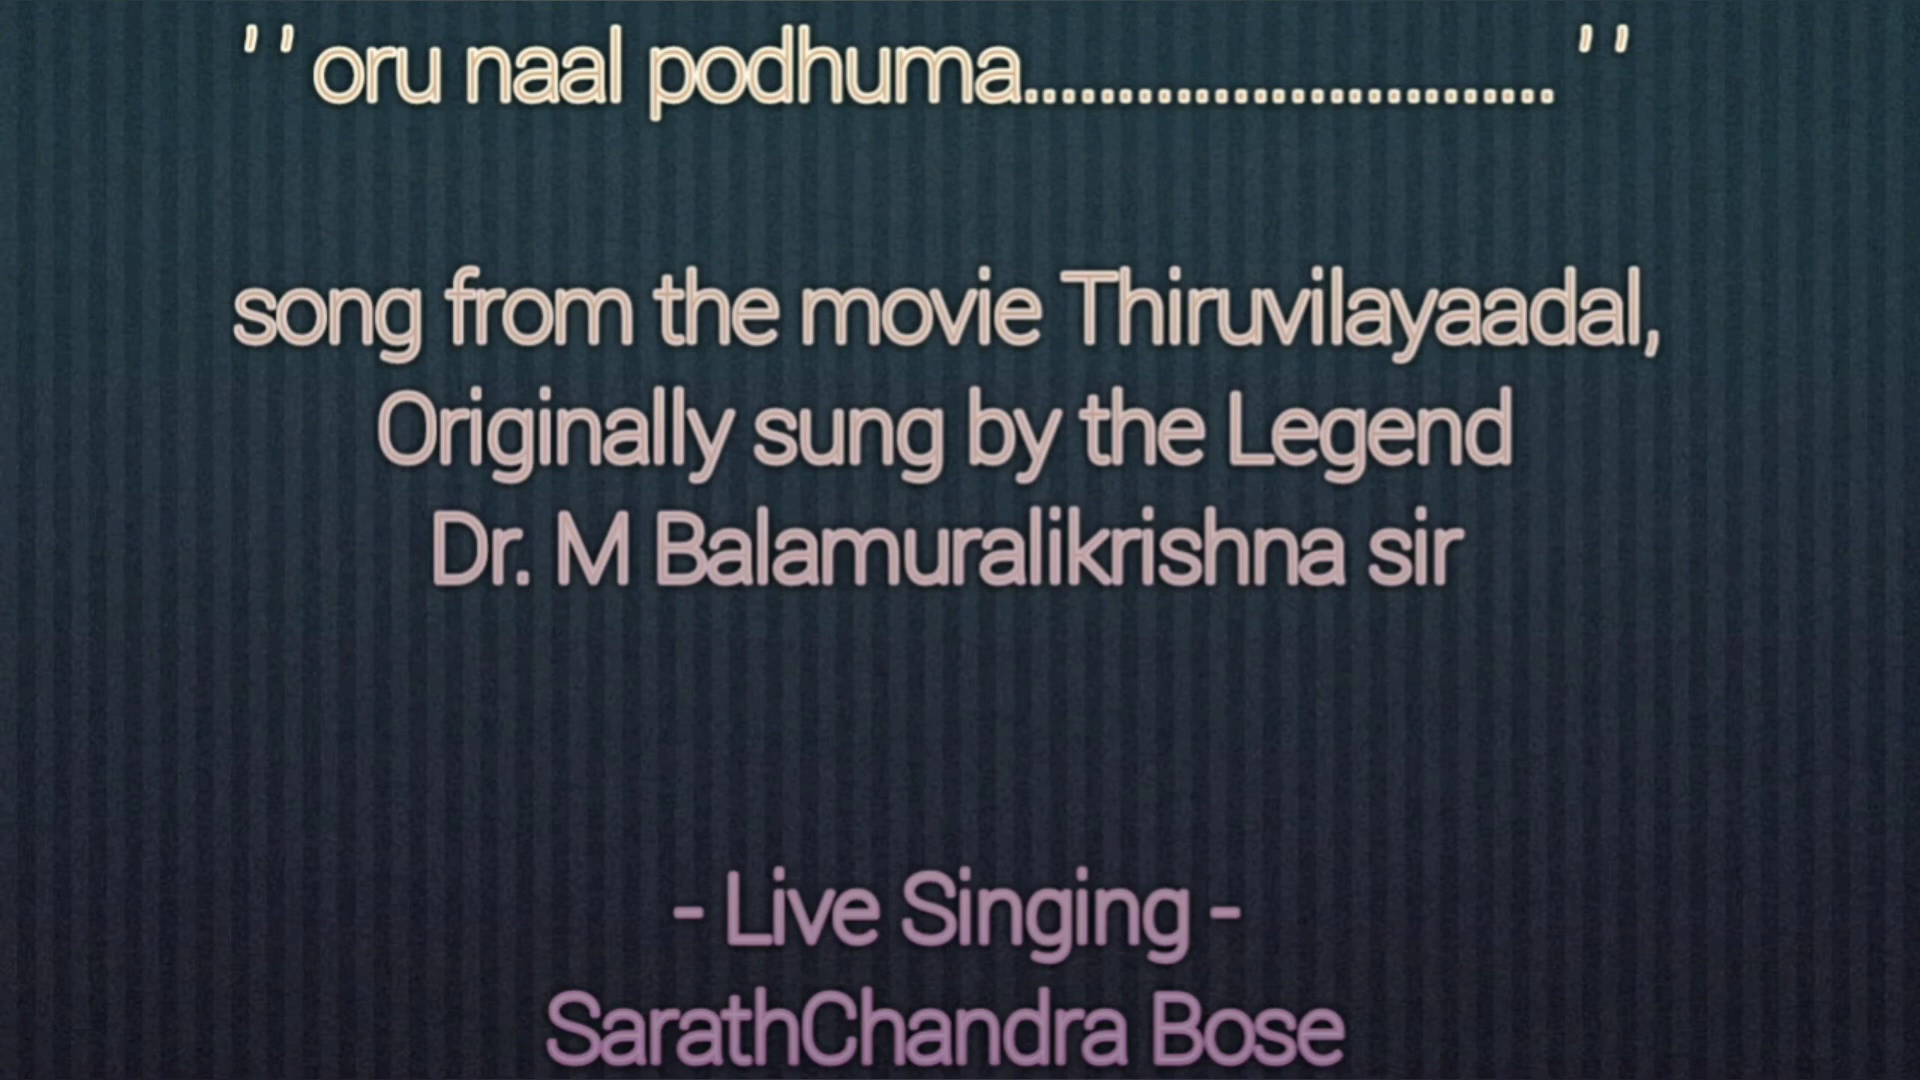 ' ' oru naal podhuma............................ ' '
song from the movie Thiruvilayaadal,
Originally sung by the Legend
Dr. M Balamuralikrishna sir
- Live Singing -
SarathChandra Bose